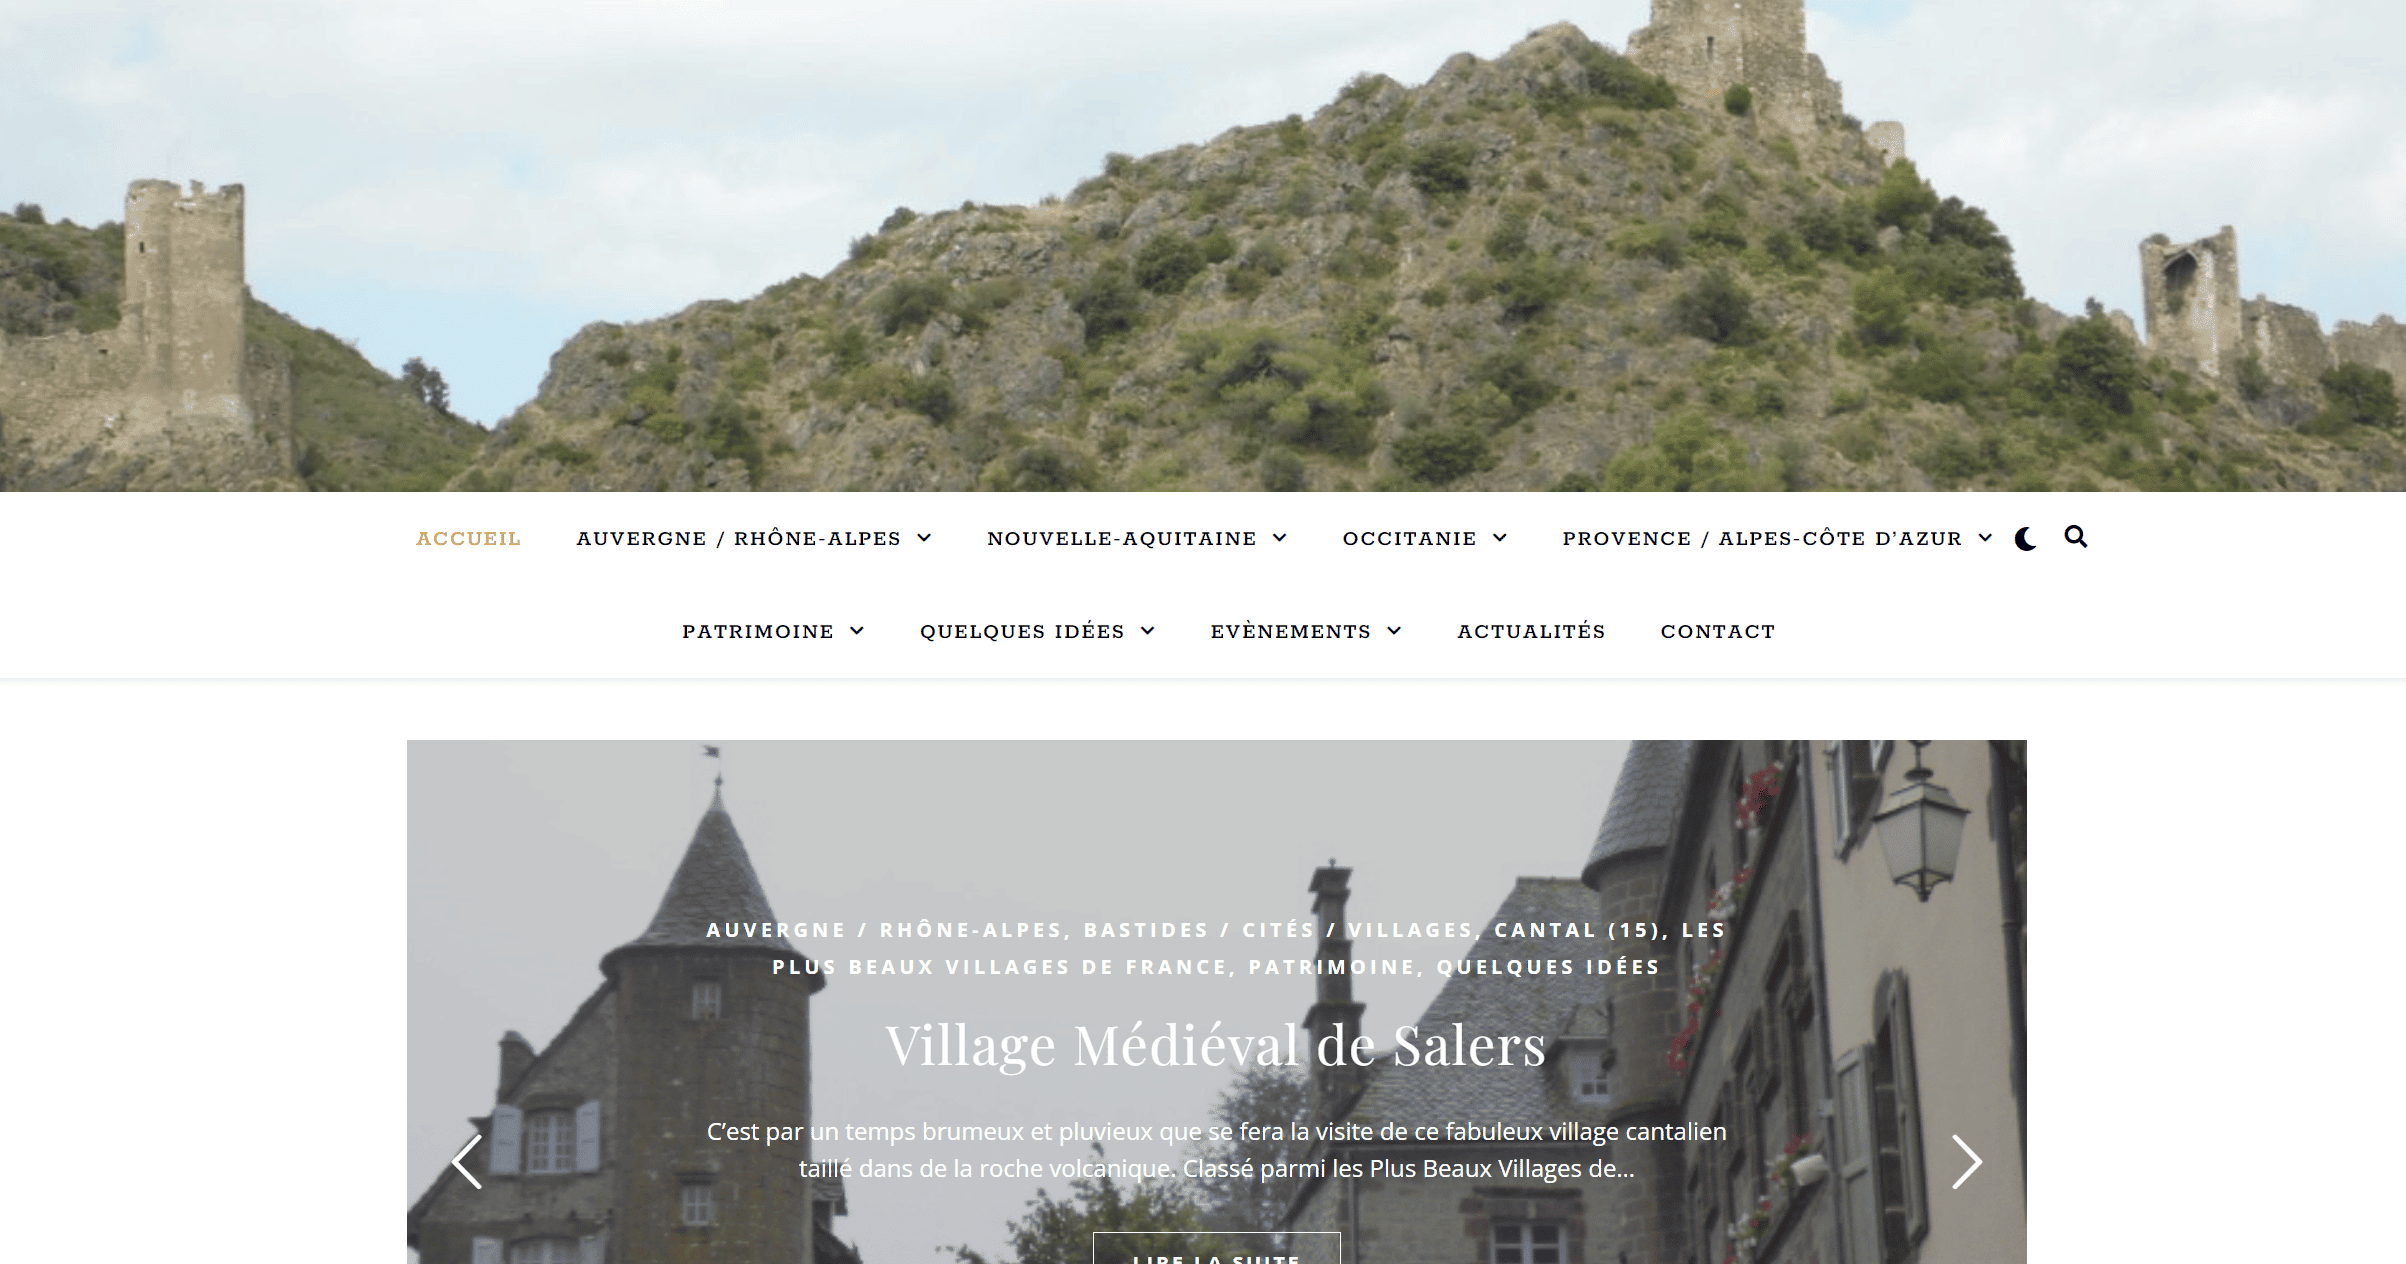 ACCUEIL AUVERGNE / RHÔNE-ALPES NOUVELLE-AQUITAINE OCCITANIE PROVENCE / ALPES-CÔTE D’AZUR
PATRIMOINE QUELQUES IDÉES EVÈNEMENTS ACTUALITÉS CONTACT
AUVERGNE / RHÔNE-ALPES, BASTIDES / CITÉS / VILLAGES, CANTAL (15), LES
PLUS BEAUX VILLAGES DE FRANCE, PATRIMOINE, QUELQUES IDÉES
Village Médiéval de Salers
C’est par un temps brumeux et pluvieux que se fera la visite de ce fabuleux village cantalien
taillé dans de la roche volcanique. Classé parmi les Plus Beaux Villages de...
LIRE LA SUITE